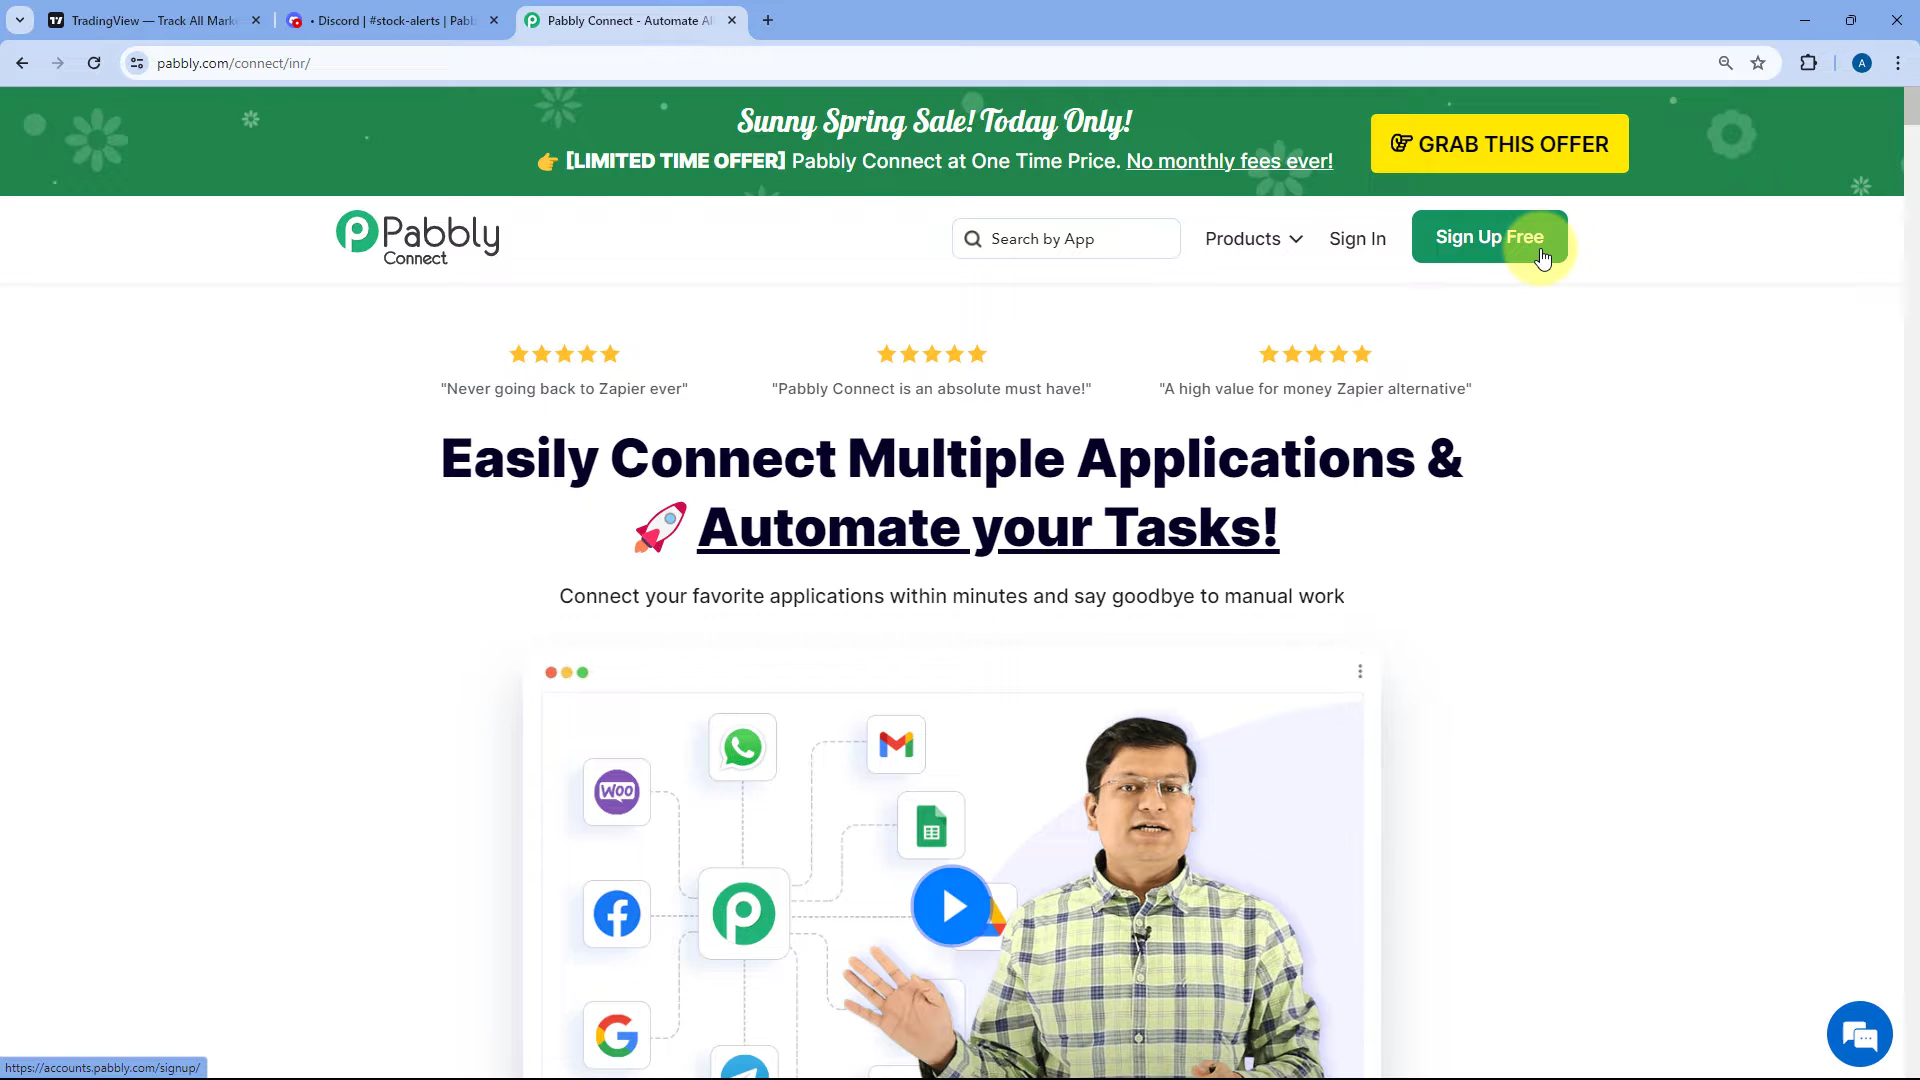 TradingView — Track All Mark
• Discord | #stock-alerts | Pabb
Pabbly Connect - Automate Al
pabbly.com/connect/inr/
A
Sunny Spring Sale! Today Only!
[LIMITED TIME OFFER] Pabbly Connect at One Time Price. No monthly fees ever!
GRAB THIS OFFER
Pabbly
Connect
Search by App
Products
Sign In
Sign Up Free
"Never going back to Zapier ever"
"Pabbly Connect is an absolute must have!"
"A high value for money Zapier alternative"
Easily Connect Multiple Applications &
Automate your Tasks!
Connect your favorite applications within minutes and say goodbye to manual work
Woo
https://accounts.pabbly.com/signup/